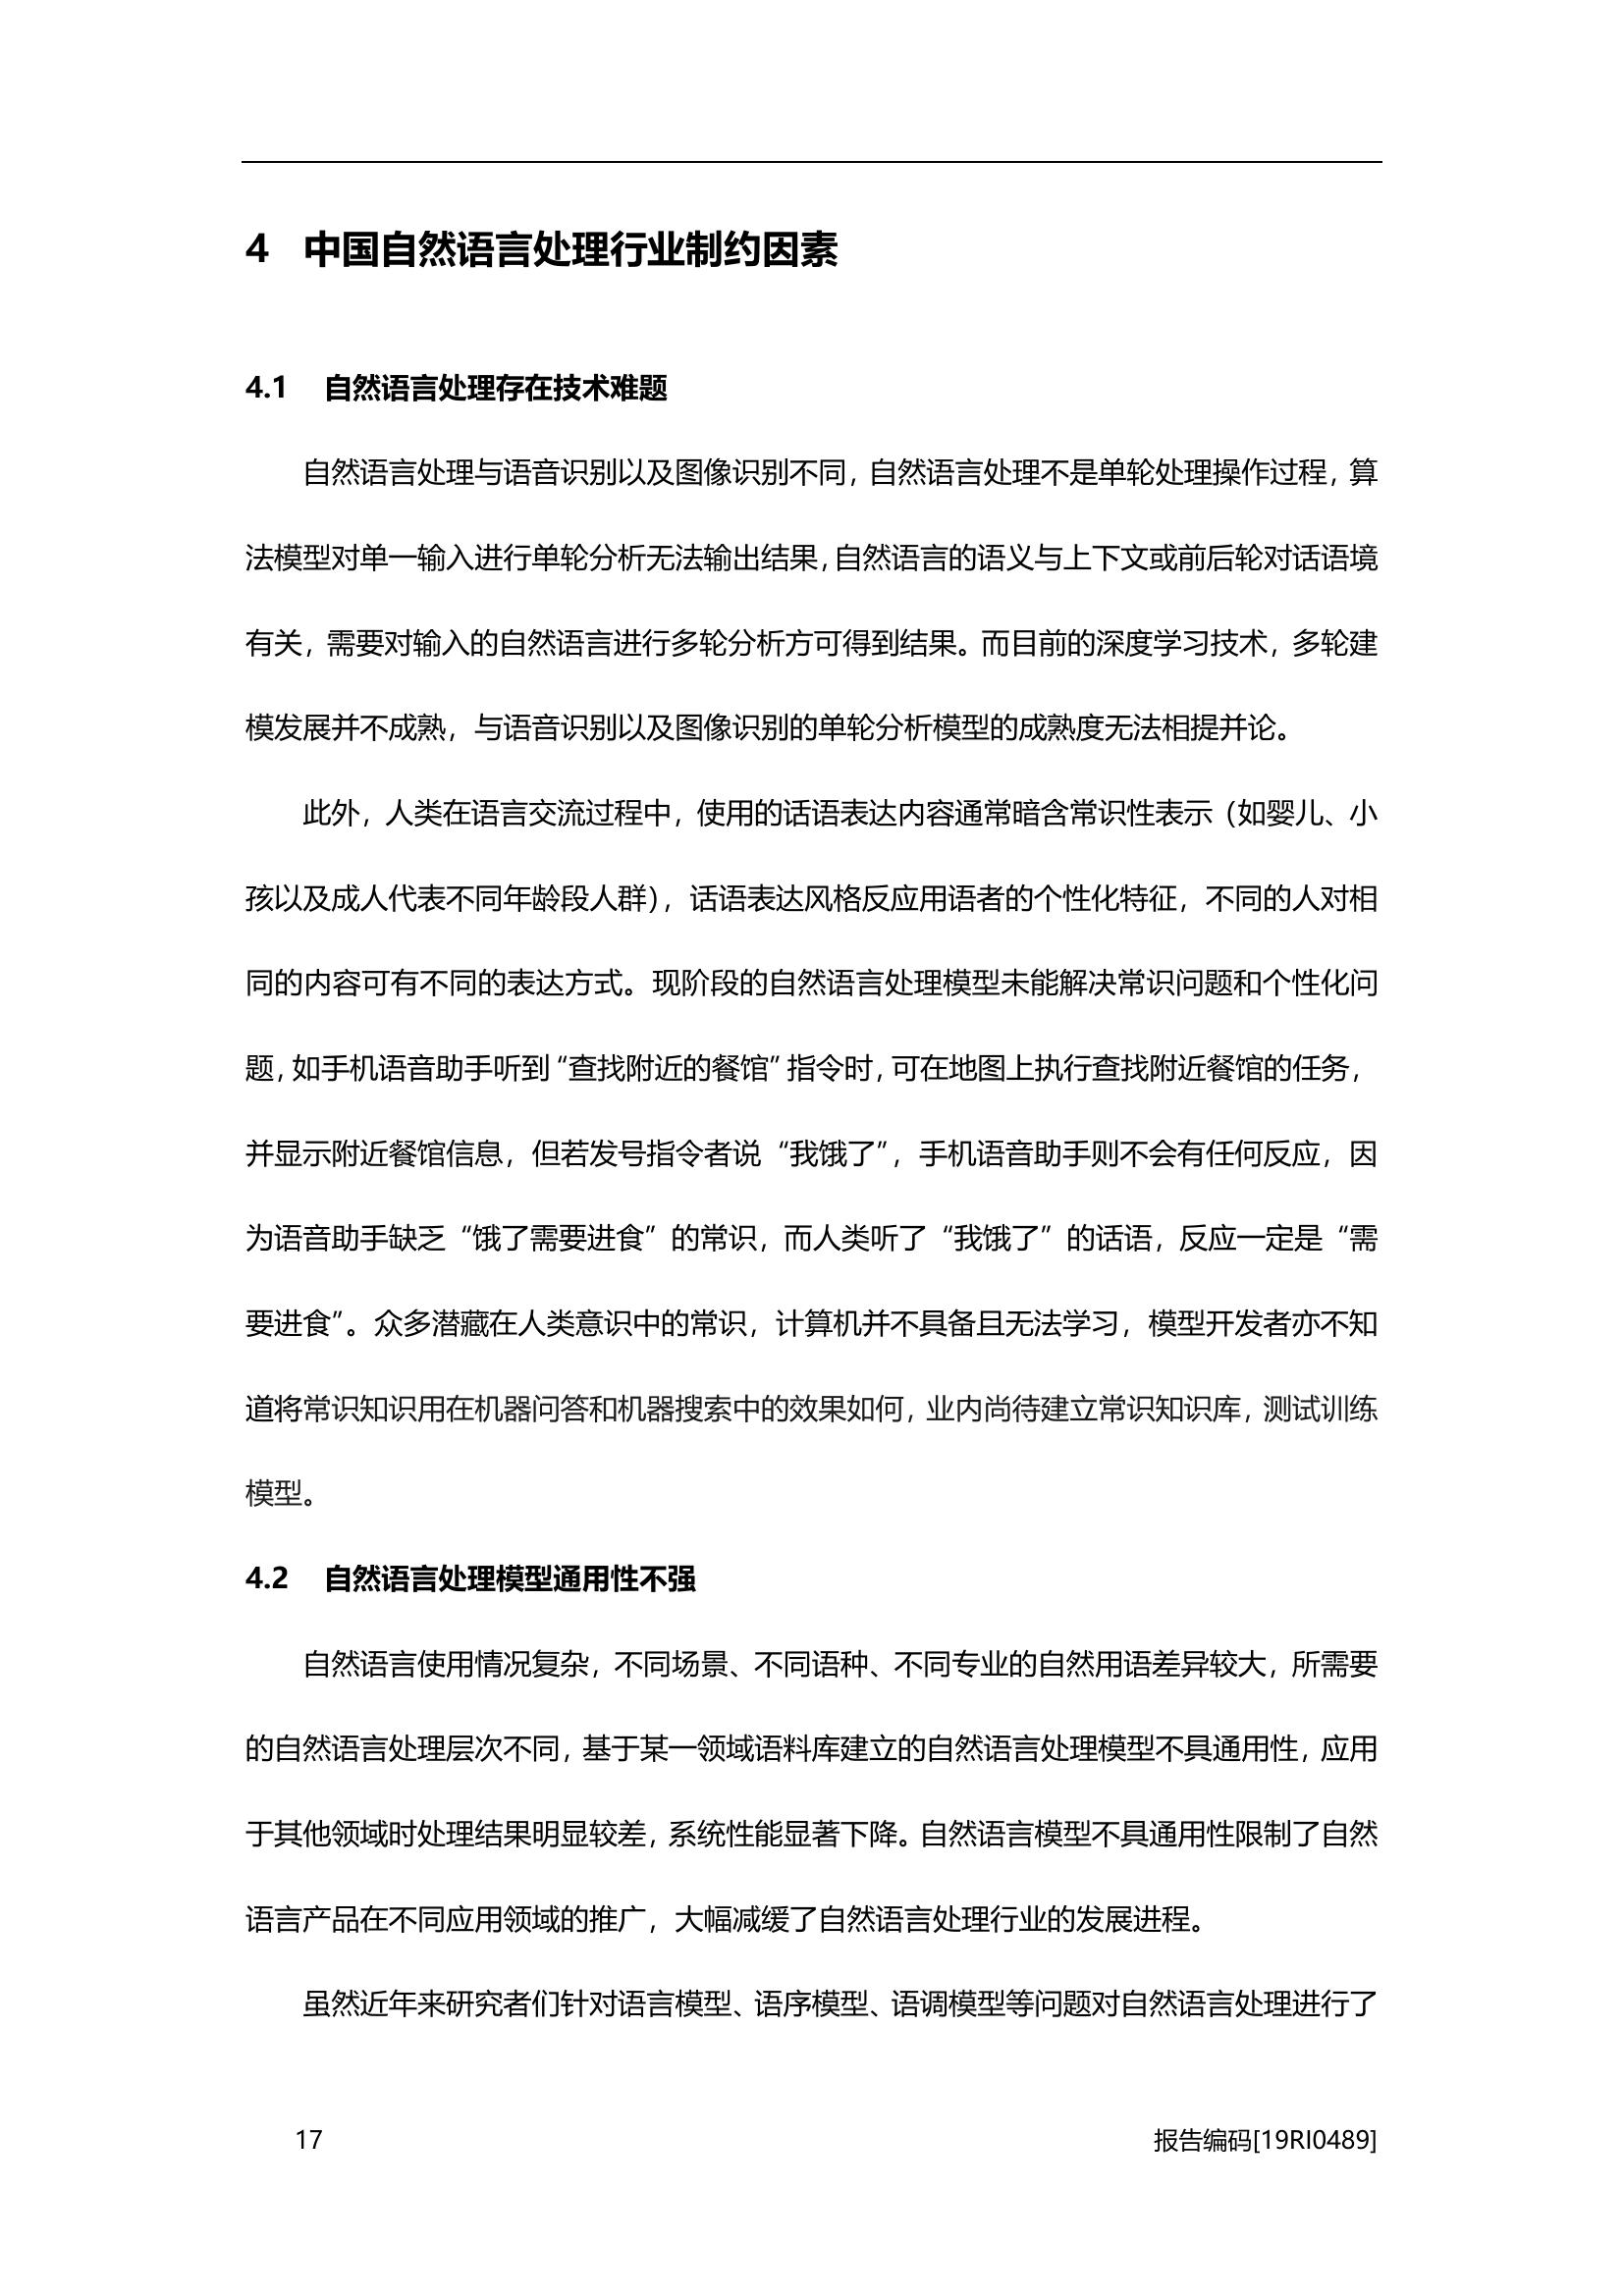 4 中国自然语言处理行业制约因素
4.1 自然语言处理存在技术难题
自然语言处理与语音识别以及图像识别不同，自然语言处理不是单轮处理操作过程，算
法模型对单一输入进行单轮分析无法输出结果，自然语言的语义与上下文或前后轮对话语境
有关，需要对输入的自然语言进行多轮分析方可得到结果。而目前的深度学习技术，多轮建
模发展并不成熟，与语音识别以及图像识别的单轮分析模型的成熟度无法相提并论。
此外，人类在语言交流过程中，使用的话语表达内容通常暗含常识性表示（如婴儿、小
孩以及成人代表不同年龄段人群），话语表达风格反应用语者的个性化特征，不同的人对相
同的内容可有不同的表达方式。现阶段的自然语言处理模型未能解决常识问题和个性化问
题，如手机语音助手听到“查找附近的餐馆”指令时，可在地图上执行查找附近餐馆的任务，
并显示附近餐馆信息，但若发号指令者说“我饿了”，手机语音助手则不会有任何反应，因
为语音助手缺乏“饿了需要进食”的常识，而人类听了“我饿了”的话语，反应一定是“需
要进食”。众多潜藏在人类意识中的常识，计算机并不具备且无法学习，模型开发者亦不知
道将常识知识用在机器问答和机器搜索中的效果如何，业内尚待建立常识知识库，测试训练
模型。
4.2 自然语言处理模型通用性不强
自然语言使用情况复杂，不同场景、不同语种、不同专业的自然用语差异较大，所需要
的自然语言处理层次不同，基于某一领域语料库建立的自然语言处理模型不具通用性，应用
于其他领域时处理结果明显较差，系统性能显著下降。自然语言模型不具通用性限制了自然
语言产品在不同应用领域的推广，大幅减缓了自然语言处理行业的发展进程。
虽然近年来研究者们针对语言模型、语序模型、语调模型等问题对自然语言处理进行了
17 报告编码[19RI0489]